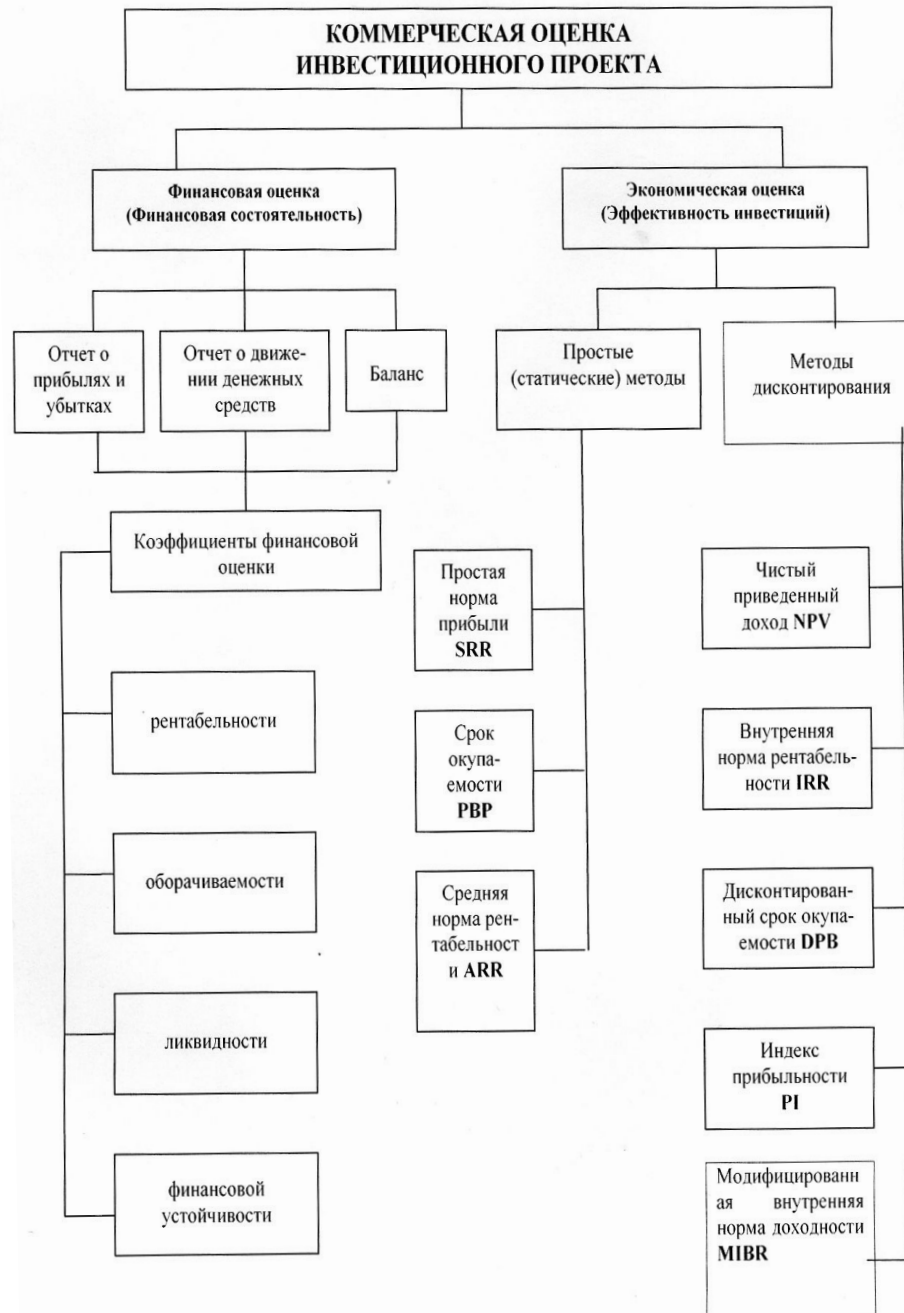 КОММЕРЧЕСКАЯ ОЦЕНКА
ИНВЕСТИЦИОННОГО ПРОЕКТА
Финансовая оценка
(Финансовая состоятельность)
Экономическая оценка
(Эффективность инвестиций)
Отчет о
прибылях и
убытках
Отчет о движе-
нии денежных
средств
Баланс
Простые
(статические) методы
Методы
дисконтирования
Коэффициенты финансовой
оценки
рентабельности
оборачиваемости
ликвидности
финансовой
устойчивости
Простая
норма
прибыли
SRR
Срок
окупа-
емости
PBP
Средняя
норма рен-
табельност
и ARR
Чистый
приведенный
доход NPV
Внутренняя
норма рентабель-
ности IRR
Дисконтирован-
ный срок окупа-
емости DPB
Индекс
прибыльности
PI
Модифицированн
ая внутренняя
норма доходности
MIBR